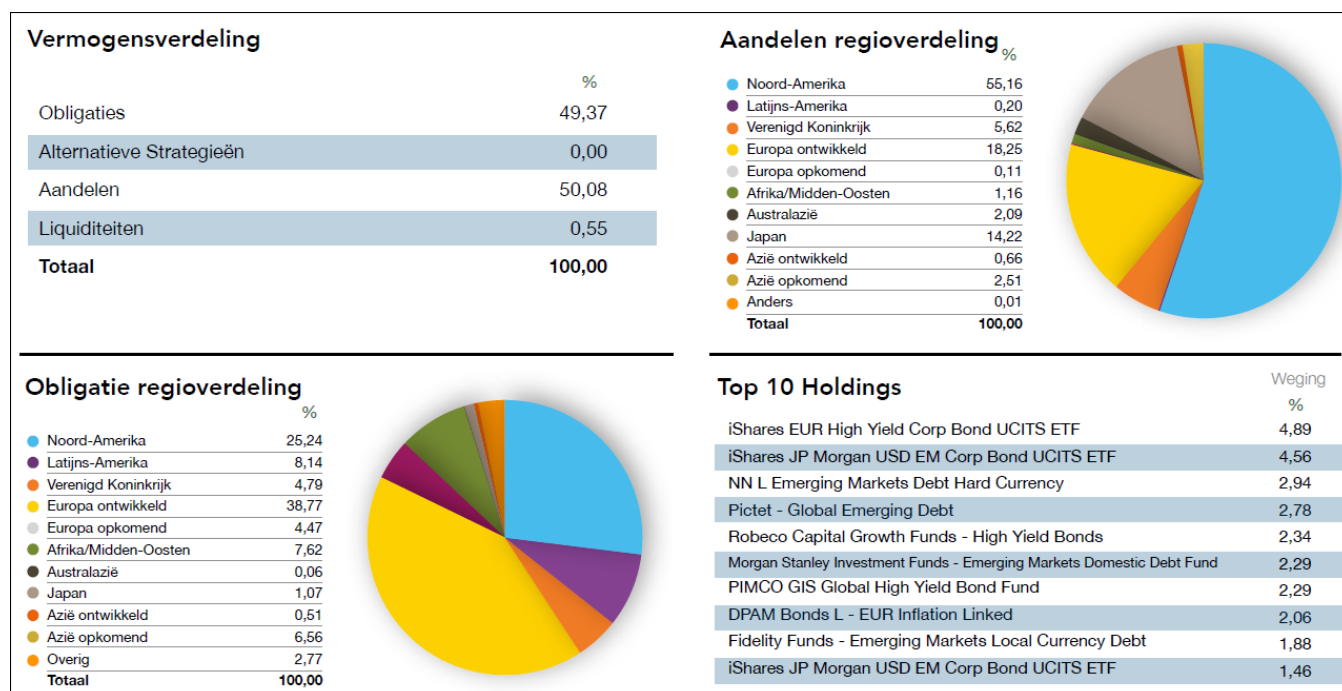 Vermogensverdeling
%
Obligaties 49,37
Alternatieve Strategieën 0,00
Aandelen 50,08
Liquiditeiten 0,55
Totaal 100,00
Aandelen regioverdeling
%
Noord-Amerika 55,16
Latijns-Amerika 0,20
Verenigd Koninkrijk 5,62
Europa ontwikkeld 18,25
Europa opkomend 0,11
Afrika/Midden-Oosten 1,16
Australazië 2,09
Japan 14,22
Azië ontwikkeld 0,66
Azië opkomend 2,51
Anders 0,01
Totaal 100,00
Obligatie regioverdeling
%
Noord-Amerika 25,24
Latijns-Amerika 8,14
Verenigd Koninkrijk 4,79
Europa ontwikkeld 38,77
Europa opkomend 4,47
Afrika/Midden-Oosten 7,62
Australazië 0,06
Japan 1,07
Azië ontwikkeld 0,51
Azië opkomend 6,56
Overig 2,77
Totaal 100,00
Top 10 Holdings
Weging
%
iShares EUR High Yield Corp Bond UCITS ETF 4,89
iShares JP Morgan USD EM Corp Bond UCITS ETF 4,56
NN L Emerging Markets Debt Hard Currency 2,94
Pictet - Global Emerging Debt 2,78
Robeco Capital Growth Funds - High Yield Bonds 2,34
Morgan Stanley Investment Funds - Emerging Markets Domestic Debt Fund 2,29
PIMCO GIS Global High Yield Bond Fund 2,29
DPAM Bonds L - EUR Inflation Linked 2,06
Fidelity Funds - Emerging Markets Local Currency Debt 1,88
iShares JP Morgan USD EM Corp Bond UCITS ETF 1,46